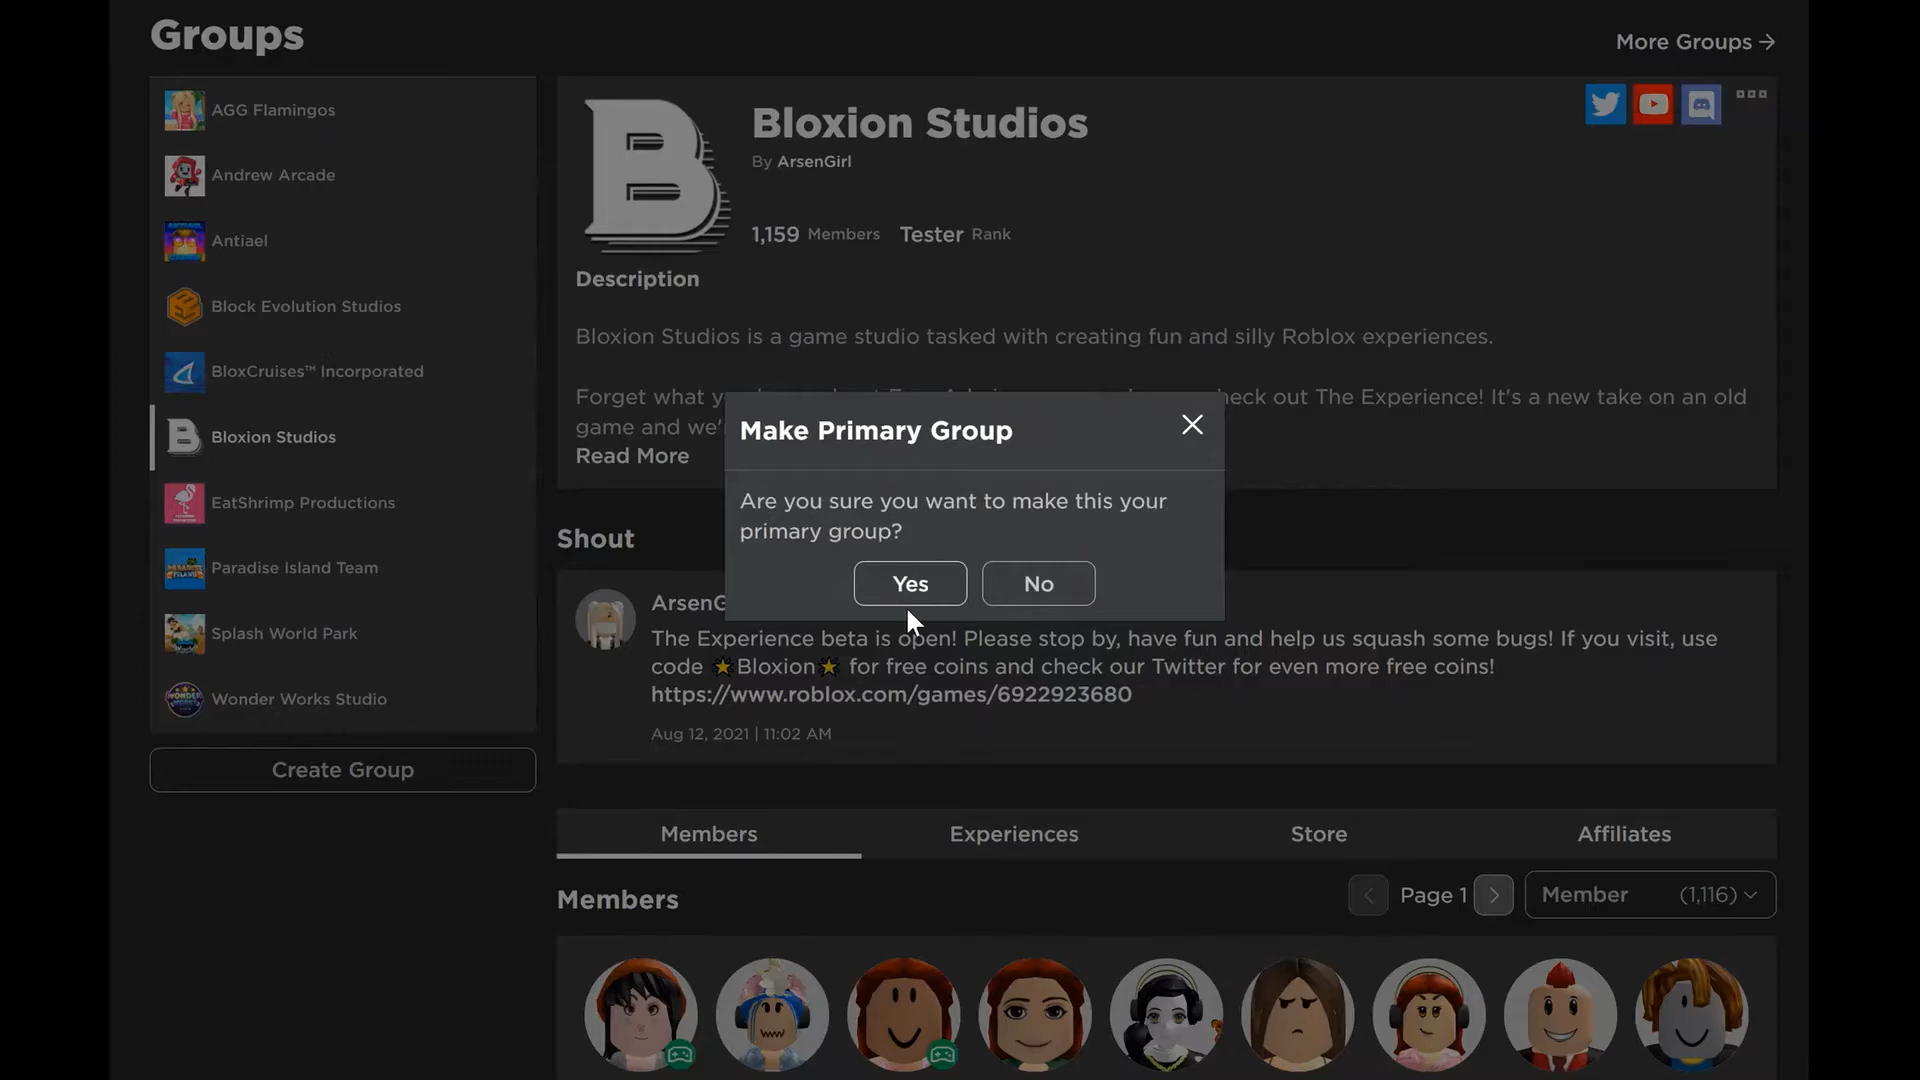 Groups
More Groups →
AGG Flamingos
Andrew Arcade
Antiael
Block Evolution Studios
BloxCruises™ Incorporated
Bloxion Studios
EatShrimp Productions
Paradise Island Team
Splash World Park
Wonder Works Studio
Create Group
B
Bloxion Studios
By ArsenGirl
1,159 Members Tester Rank
Description
Bloxion Studios is a game studio tasked with creating fun and silly Roblox experiences.
Forget what heck out The Experience! It's a new take on an old
game and we'
Read More
Make Primary Group
Are you sure you want to make this your
primary group?
Yes
No
Shout
ArsenG
The Experience beta is open! Please stop by, have fun and help us squash some bugs! If you visit, use
code ⭐Bloxion⭐ for free coins and check our Twitter for even more free coins!
https://www.roblox.com/games/6922923680
Aug 12, 2021 | 11:02 AM
Members
Experiences
Store
Affiliates
Members
Page 1
Member (1,116)